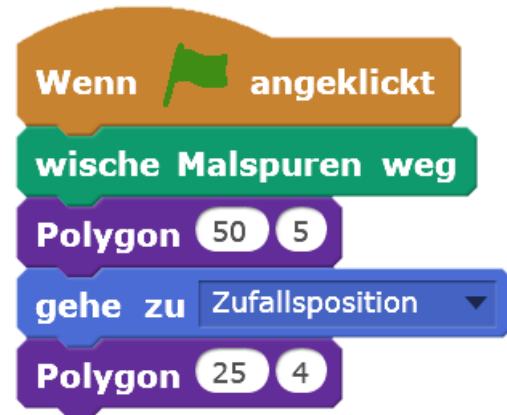 Wenn angeklickt
wische Malspuren weg
Polygon 50 5
gehe zu Zufallsposition
Polygon 25 4